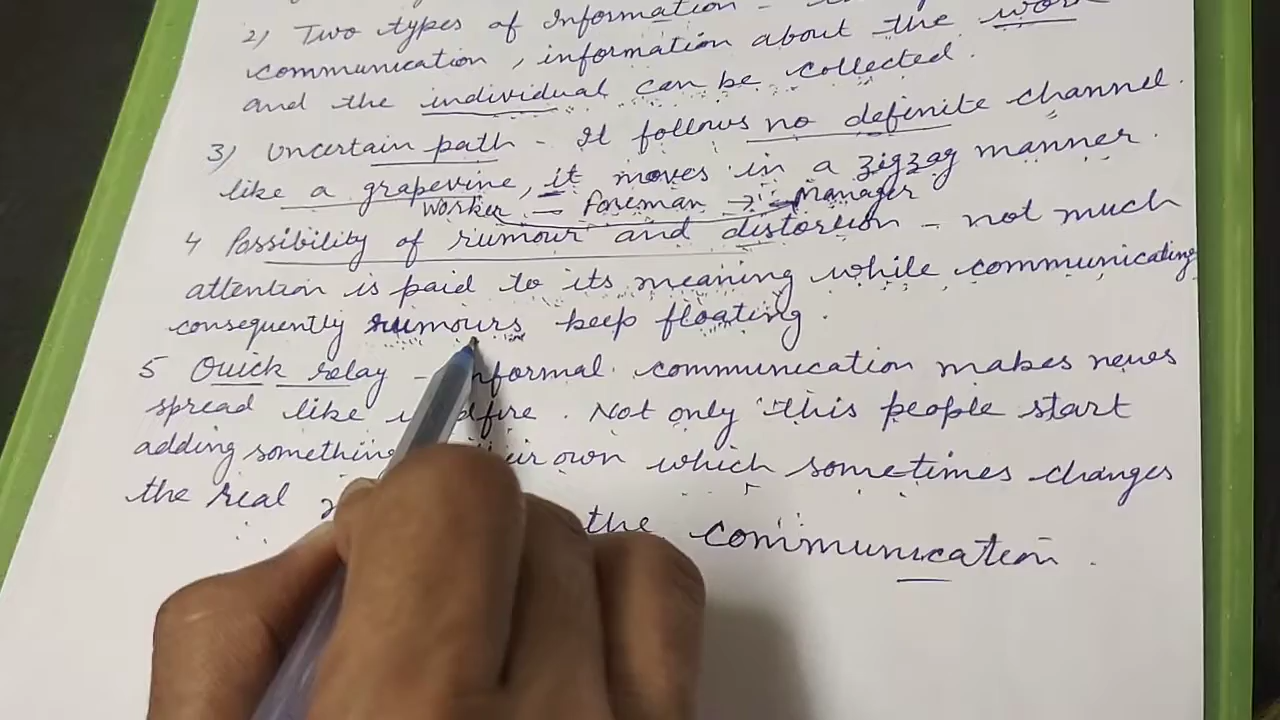 2) Two types of Information -
communication, information about the work
and the individual can be collected.
3) Uncertain path - It follows no definite channel.
like a grapevine, it moves in a zigzag manner.
Worker — Foreman → Manager
4 Possibility of rumour and distortion - not much
attention is paid to its meaning while communicating
consequently rumours keep floating.
5 Quick relay - Informal communication makes news
spread like wildfire. Not only this people start
adding something their own which sometimes changes
the real the communication.